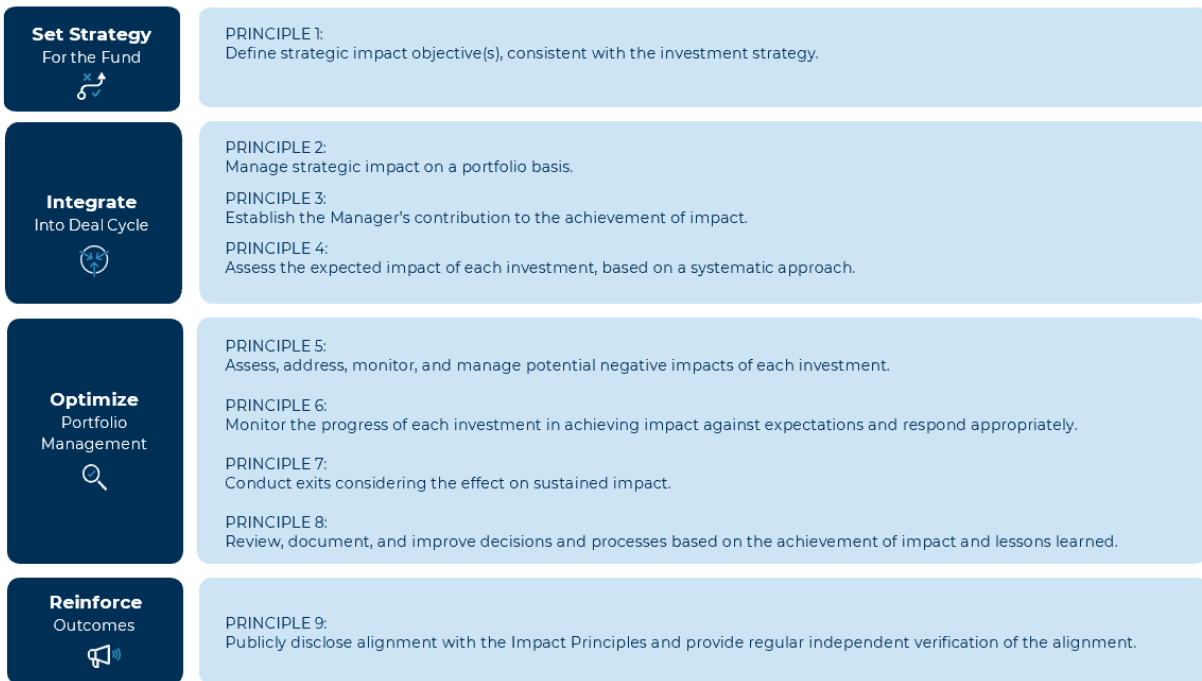 Set Strategy
For the Fund
PRINCIPLE 1:
Define strategic impact objective(s), consistent with the investment strategy.
Integrate
Into Deal Cycle
PRINCIPLE 2:
Manage strategic impact on a portfolio basis.
PRINCIPLE 3:
Establish the Manager's contribution to the achievement of impact.
PRINCIPLE 4:
Assess the expected impact of each investment, based on a systematic approach.
Optimize
Portfolio
Management
PRINCIPLE 5:
Assess, address, monitor, and manage potential negative impacts of each investment.
PRINCIPLE 6:
Monitor the progress of each investment in achieving impact against expectations and respond appropriately.
PRINCIPLE 7:
Conduct exits considering the effect on sustained impact.
PRINCIPLE 8:
Review, document, and improve decisions and processes based on the achievement of impact and lessons learned.
Reinforce
Outcomes
PRINCIPLE 9:
Publicly disclose alignment with the Impact Principles and provide regular independent verification of the alignment.